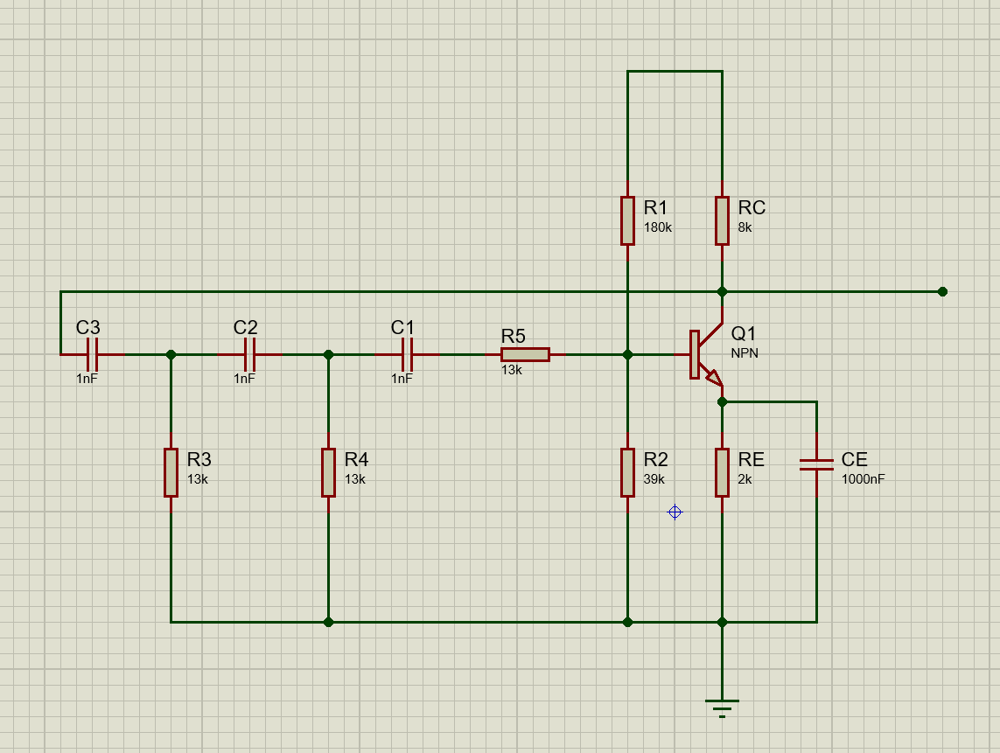 R1
180k
RC
8k
C3
1nF
C2
1nF
C1
1nF
R5
13k
Q1
NPN
R3
13k
R4
13k
R2
39k
RE
2k
CE
1000nF